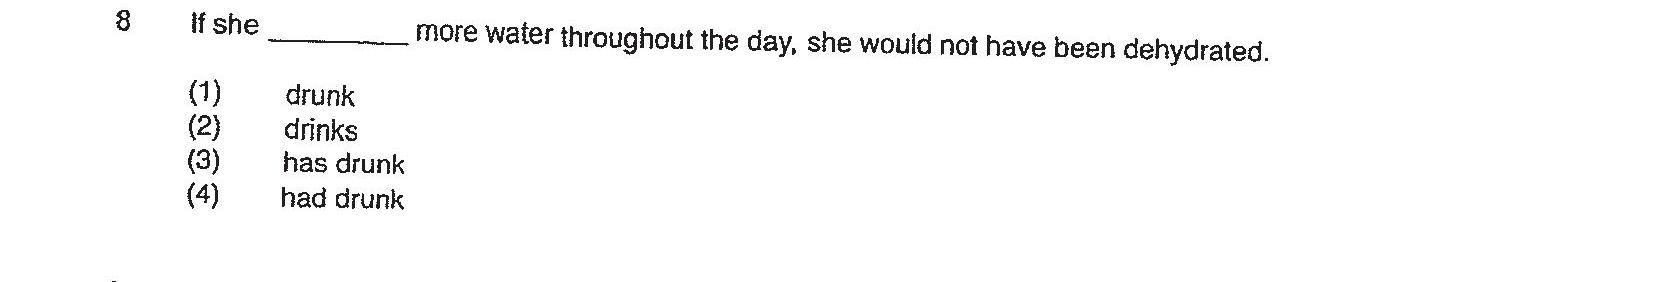 8 If she ________ more water throughout the day, she would not have been dehydrated.
(1) drunk
(2) drinks
(3) has drunk
(4) had drunk